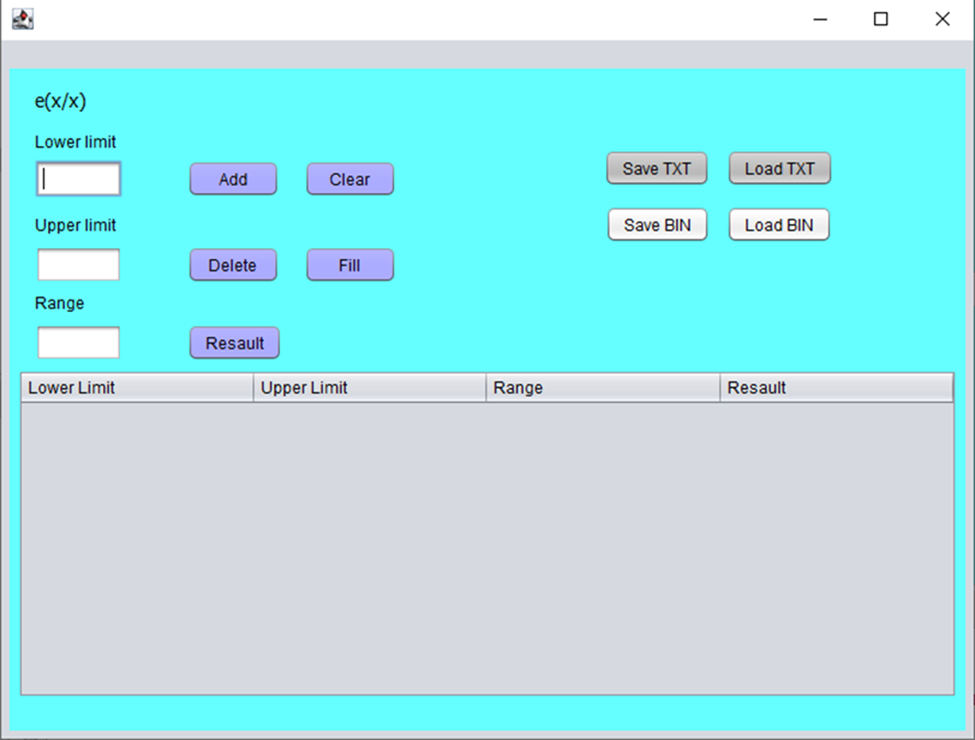 e(x/x)
Lower limit
Add Clear
Save TXT Load TXT
Upper limit
Save BIN Load BIN
Delete Fill
Range
Resault
Lower Limit Upper Limit Range Resault